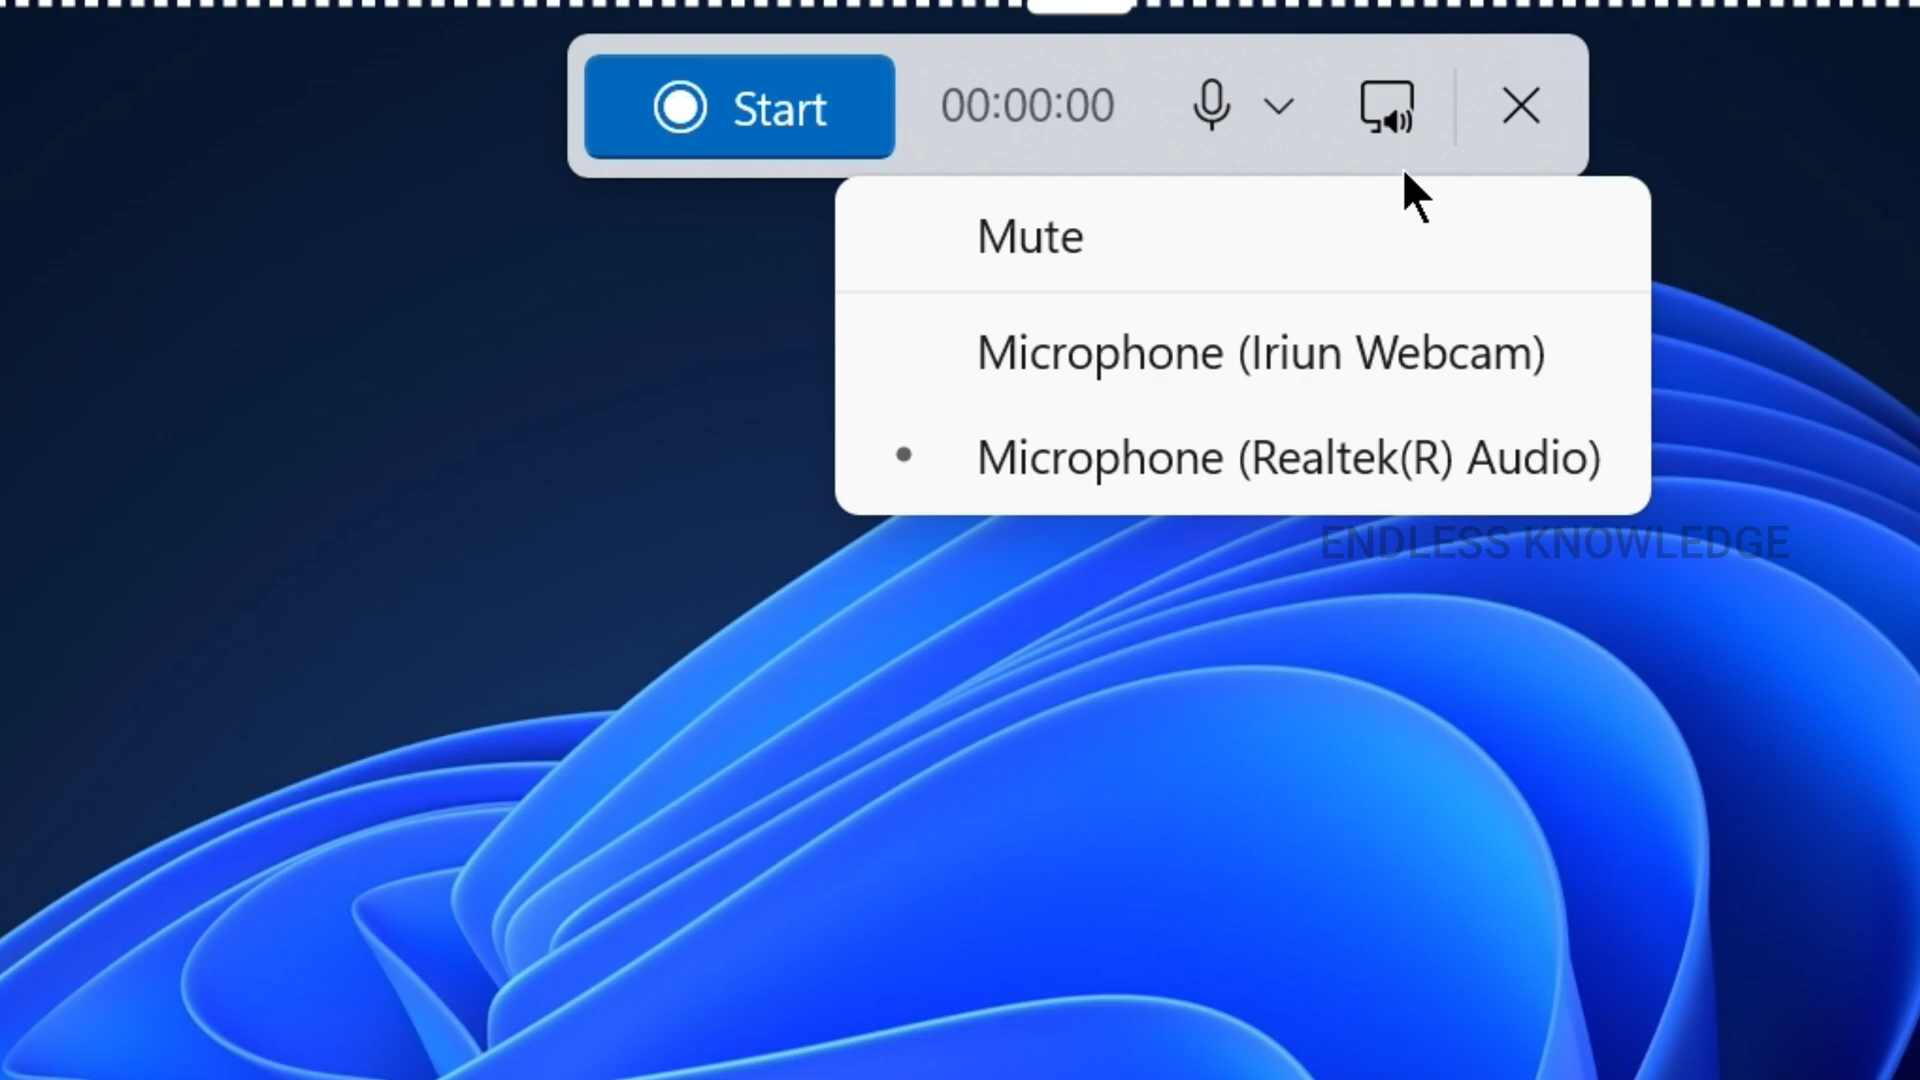 Start 00:00:00
Mute
Microphone (Iriun Webcam)
Microphone (Realtek(R) Audio)
ENDLESS KNOWLEDGE